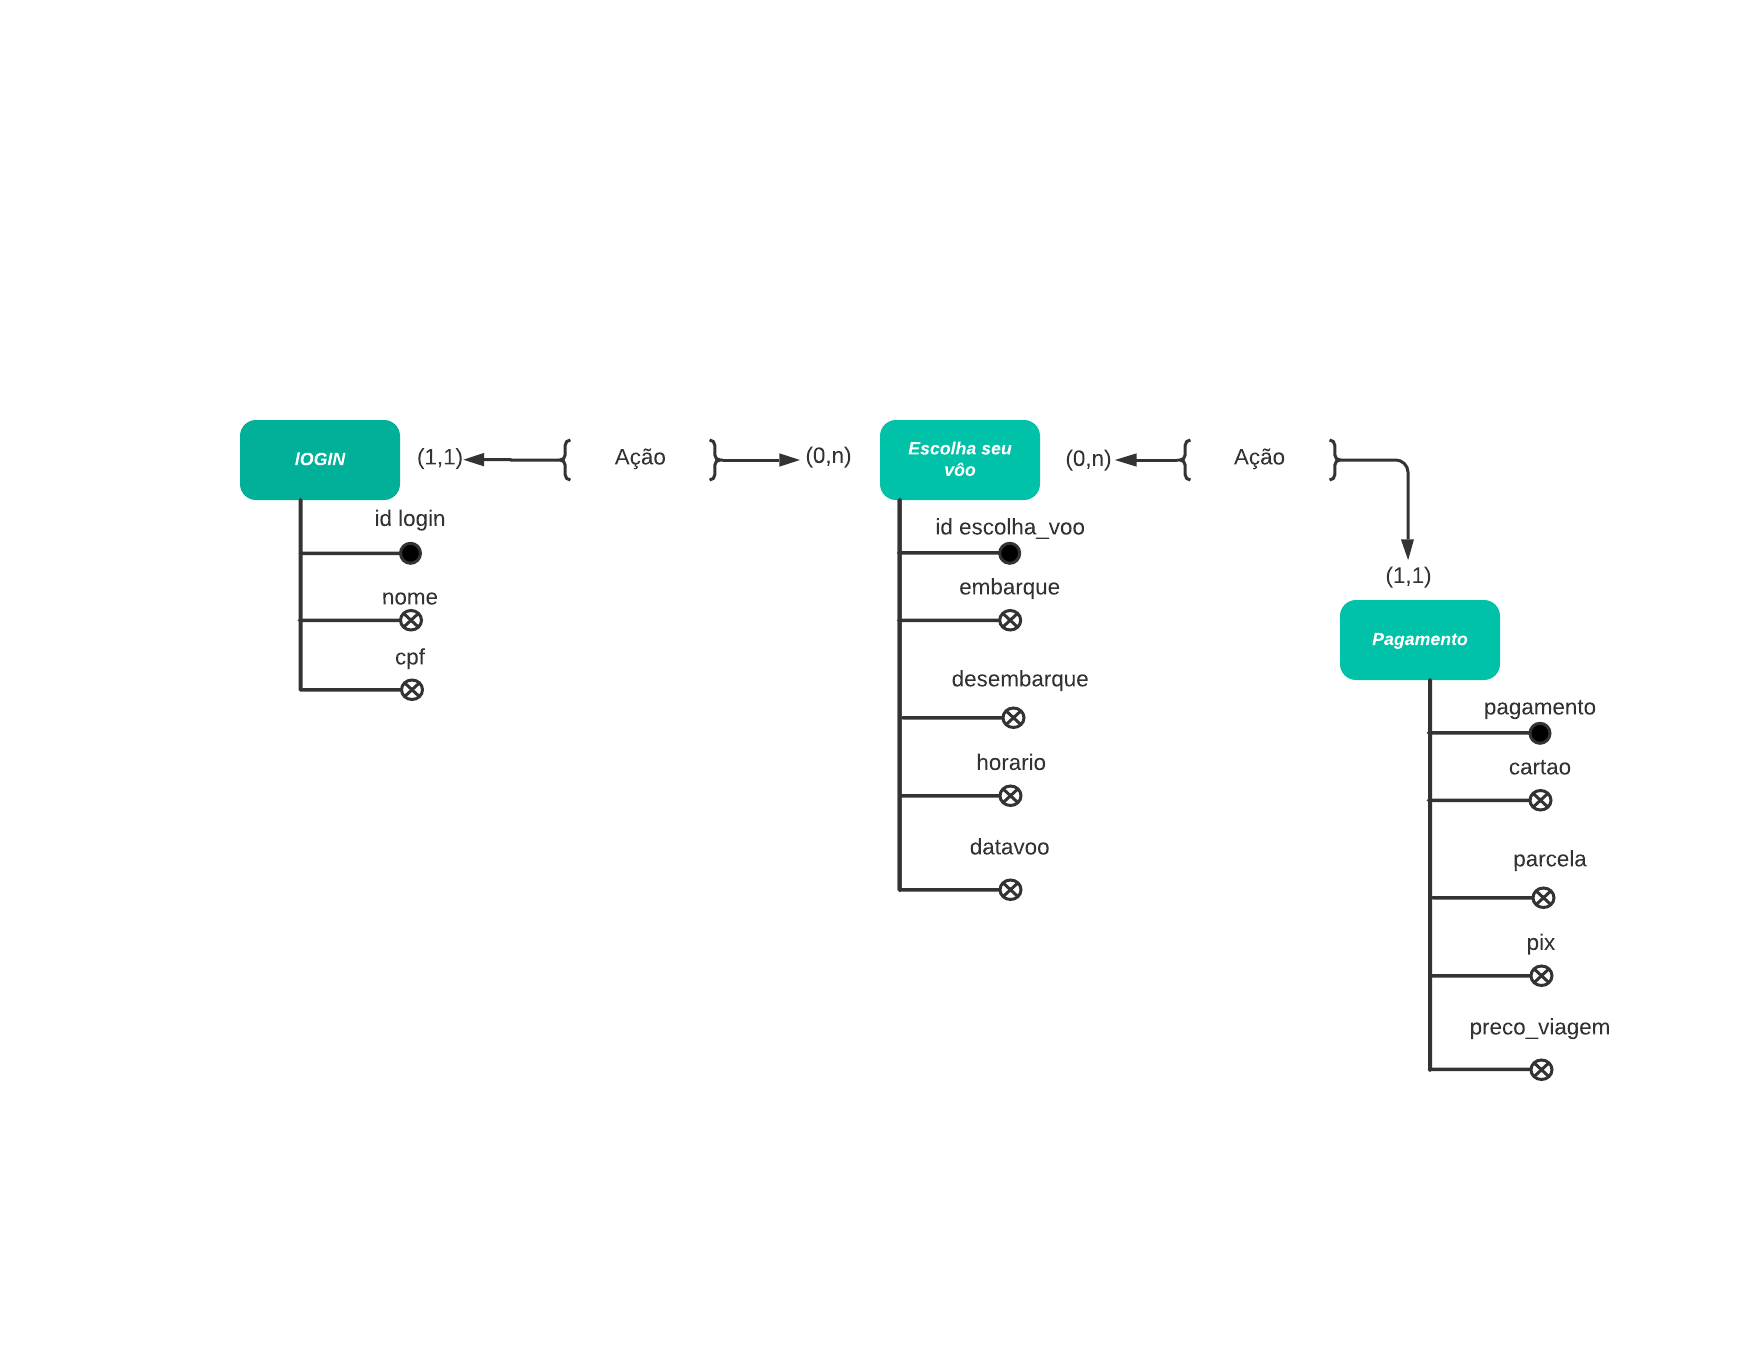 lOGIN
(1,1)
Ação
(0,n)
Escolha seu
vôo
(0,n)
Ação
(1,1)
id login
nome
cpf
id escolha_voo
embarque
desembarque
horario
datavoo
Pagamento
pagamento
cartao
parcela
pix
preco_viagem